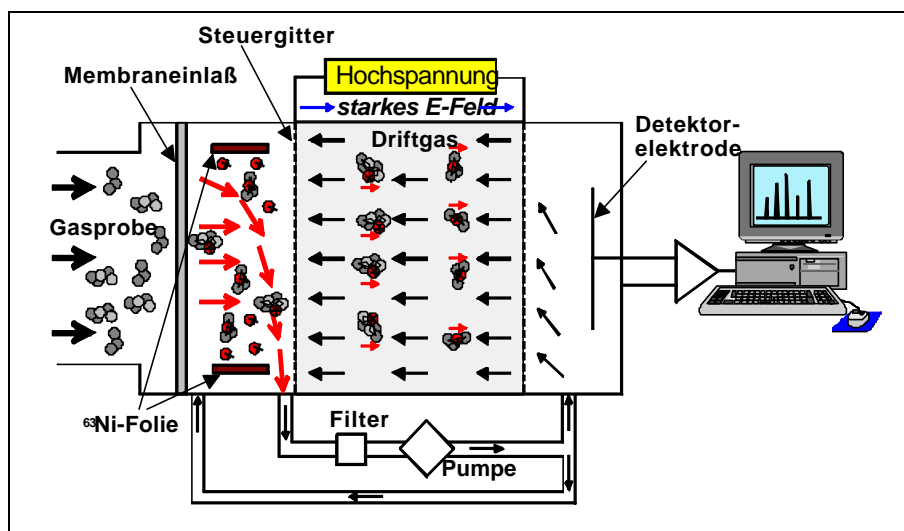 Steuergitter
Membraneinlaß
Hochspannung
starkes E-Feld
Driftgas
Detektor-
elektrode
Gasprobe
⁶³Ni-Folie
Filter
Pumpe